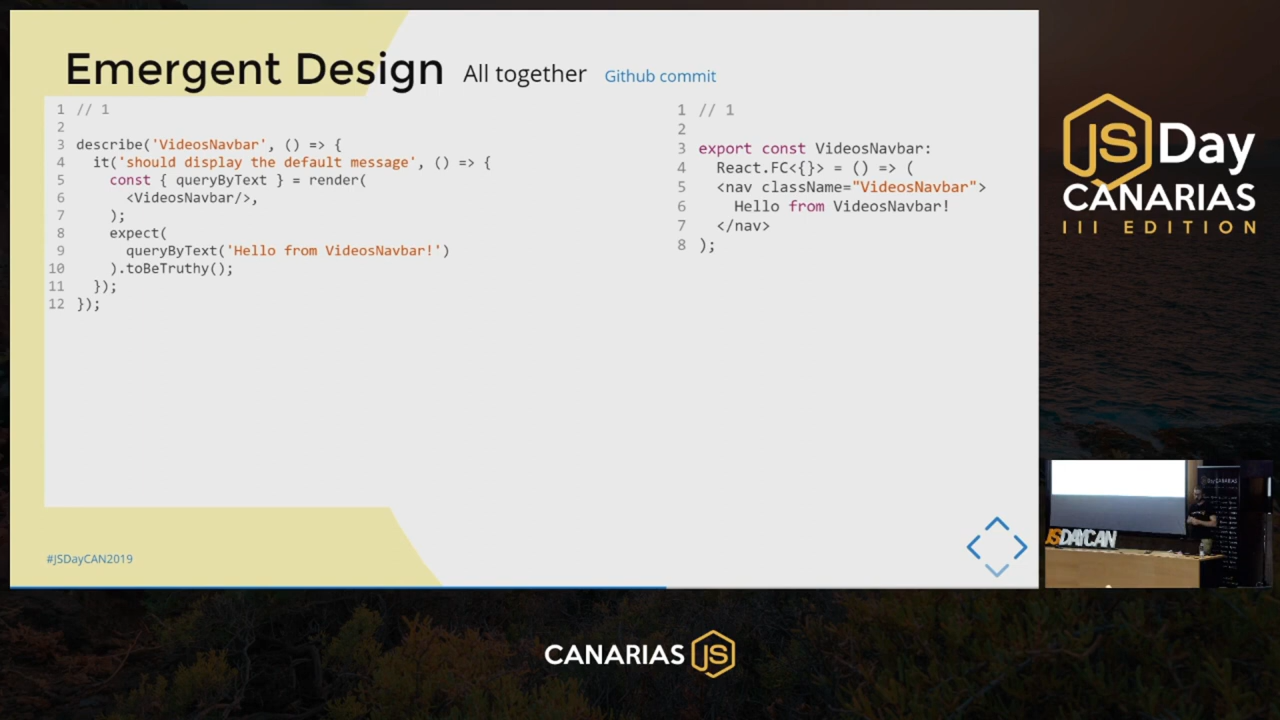 Emergent Design All together Github commit
1 // 1
2
3 describe('VideosNavbar', () => {
4 it('should display the default message', () => {
5 const { queryByText } = render(
6 <VideosNavbar/>,
7 );
8 expect(
9 queryByText('Hello from VideosNavbar!')
10 ).toBeTruthy();
11 });
12 });
1 // 1
2
3 export const VideosNavbar:
4 React.FC<{}> = () => (
5 <nav className="VideosNavbar">
6 Hello from VideosNavbar!
7 </nav>
8 );
#JSDayCAN2019
JS Day
CANARIAS
III EDITION
JSDAYCAN
CANARIAS JS